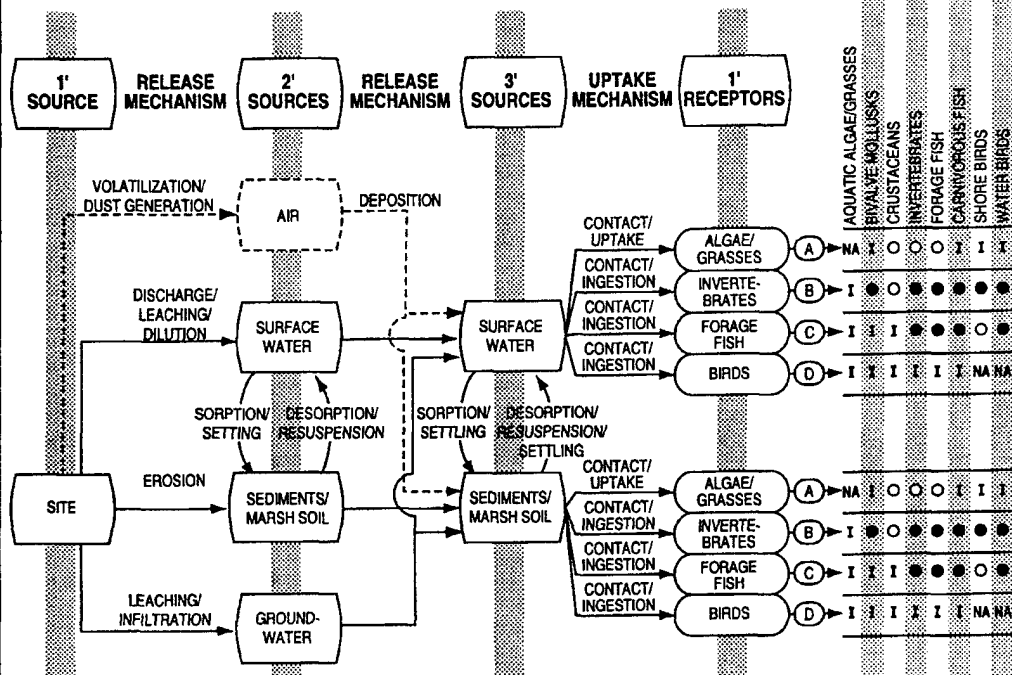 1'
SOURCE
RELEASE
MECHANISM
2'
SOURCES
RELEASE
MECHANISM
3'
SOURCES
UPTAKE
MECHANISM
1'
RECEPTORS
AQUATIC ALGAE/GRASSES
BIVALVE MOLLUSKS
CRUSTACEANS
INVERTEBRATES
FORAGE FISH
CARNIVOROUS FISH
SHORE BIRDS
WATER BIRDS
VOLATILIZATION/
DUST GENERATION
AIR
DEPOSITION
DISCHARGE/
LEACHING/
DILUTION
SURFACE
WATER
SURFACE
WATER
SORPTION/
SETTING
DESORPTION/
RESUSPENSION
SORPTION/
SETTLING
DESORPTION/
RESUSPENSION/
SETTLING
SITE
EROSION
SEDIMENTS/
MARSH SOIL
SEDIMENTS/
MARSH SOIL
LEACHING/
INFILTRATION
GROUND-
WATER
CONTACT/
UPTAKE
ALGAE/
GRASSES
A
NA I O O O I I I
CONTACT/
INGESTION
INVERTE-
BRATES
B
I ● O ● ● ● ● ●
CONTACT/
INGESTION
FORAGE
FISH
C
I I I ● ● ● O ●
CONTACT/
INGESTION
BIRDS
D
I I I I I I NA NA
CONTACT/
UPTAKE
ALGAE/
GRASSES
A
NA I O O O I I I
CONTACT/
INGESTION
INVERTE-
BRATES
B
I ● O ● ● ● ● ●
CONTACT/
INGESTION
FORAGE
FISH
C
I I I ● ● ● O ●
CONTACT/
INGESTION
BIRDS
D
I I I I I I NA NA